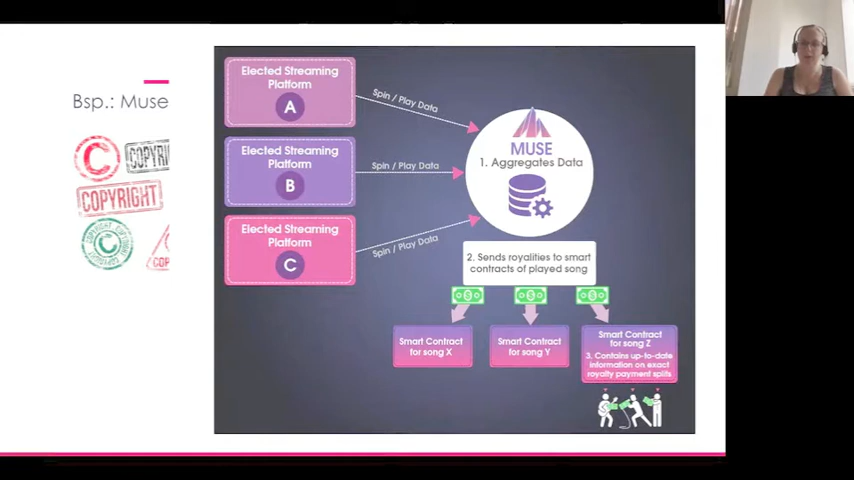 Bsp.: Muse
COPYRI
COPYRIGHT
COPYRIGHT
Elected Streaming
Platform
A
Spin / Play Data
Elected Streaming
Platform
B
Spin / Play Data
Elected Streaming
Platform
C
Spin / Play Data
MUSE
1. Aggregates Data
2. Sends royalities to smart
contracts of played song
Smart Contract
for song X
Smart Contract
for song Y
Smart Contract
for song Z
3. Contains up-to-date
information on exact
royalty payment splits